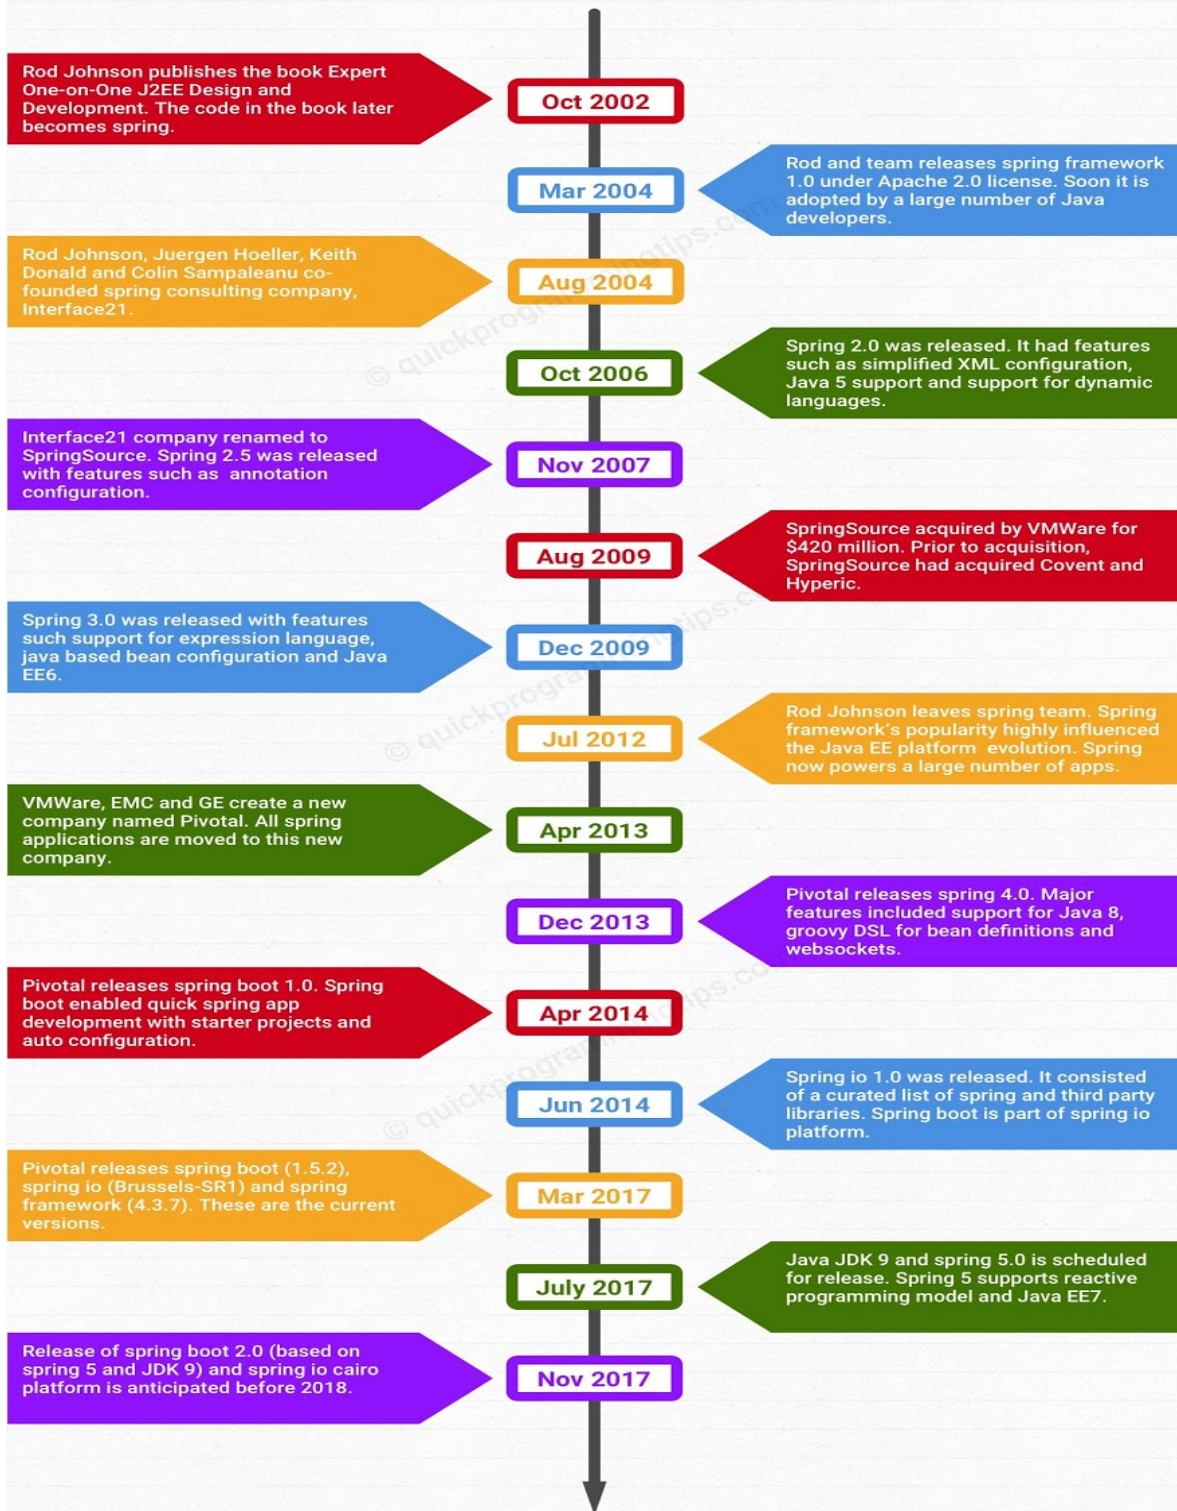 Rod Johnson publishes the book Expert
One-on-One J2EE Design and
Development. The code in the book later
becomes spring.
Oct 2002
Mar 2004
Rod and team releases spring framework
1.0 under Apache 2.0 license. Soon it is
adopted by a large number of Java
developers.
Rod Johnson, Juergen Hoeller, Keith
Donald and Colin Sampaleanu co-
founded spring consulting company,
Interface21.
Aug 2004
© quickprogrammingtips.com
Oct 2006
Spring 2.0 was released. It had features
such as simplified XML configuration,
Java 5 support and support for dynamic
languages.
Interface21 company renamed to
SpringSource. Spring 2.5 was released
with features such as annotation
configuration.
Nov 2007
Aug 2009
SpringSource acquired by VMWare for
$420 million. Prior to acquisition,
SpringSource had acquired Covent and
Hyperic.
Spring 3.0 was released with features
such support for expression language,
java based bean configuration and Java
EE6.
Dec 2009
© quickprogrammingtips.com
Jul 2012
Rod Johnson leaves spring team. Spring
framework's popularity highly influenced
the Java EE platform evolution. Spring
now powers a large number of apps.
VMWare, EMC and GE create a new
company named Pivotal. All spring
applications are moved to this new
company.
Apr 2013
Dec 2013
Pivotal releases spring 4.0. Major
features included support for Java 8,
groovy DSL for bean definitions and
websockets.
Pivotal releases spring boot 1.0. Spring
boot enabled quick spring app
development with starter projects and
auto configuration.
Apr 2014
© quickprogrammingtips.com
Jun 2014
Spring io 1.0 was released. It consisted
of a curated list of spring and third party
libraries. Spring boot is part of spring io
platform.
Pivotal releases spring boot (1.5.2),
spring io (Brussels-SR1) and spring
framework (4.3.7). These are the current
versions.
Mar 2017
July 2017
Java JDK 9 and spring 5.0 is scheduled
for release. Spring 5 supports reactive
programming model and Java EE7.
Release of spring boot 2.0 (based on
spring 5 and JDK 9) and spring io cairo
platform is anticipated before 2018.
Nov 2017